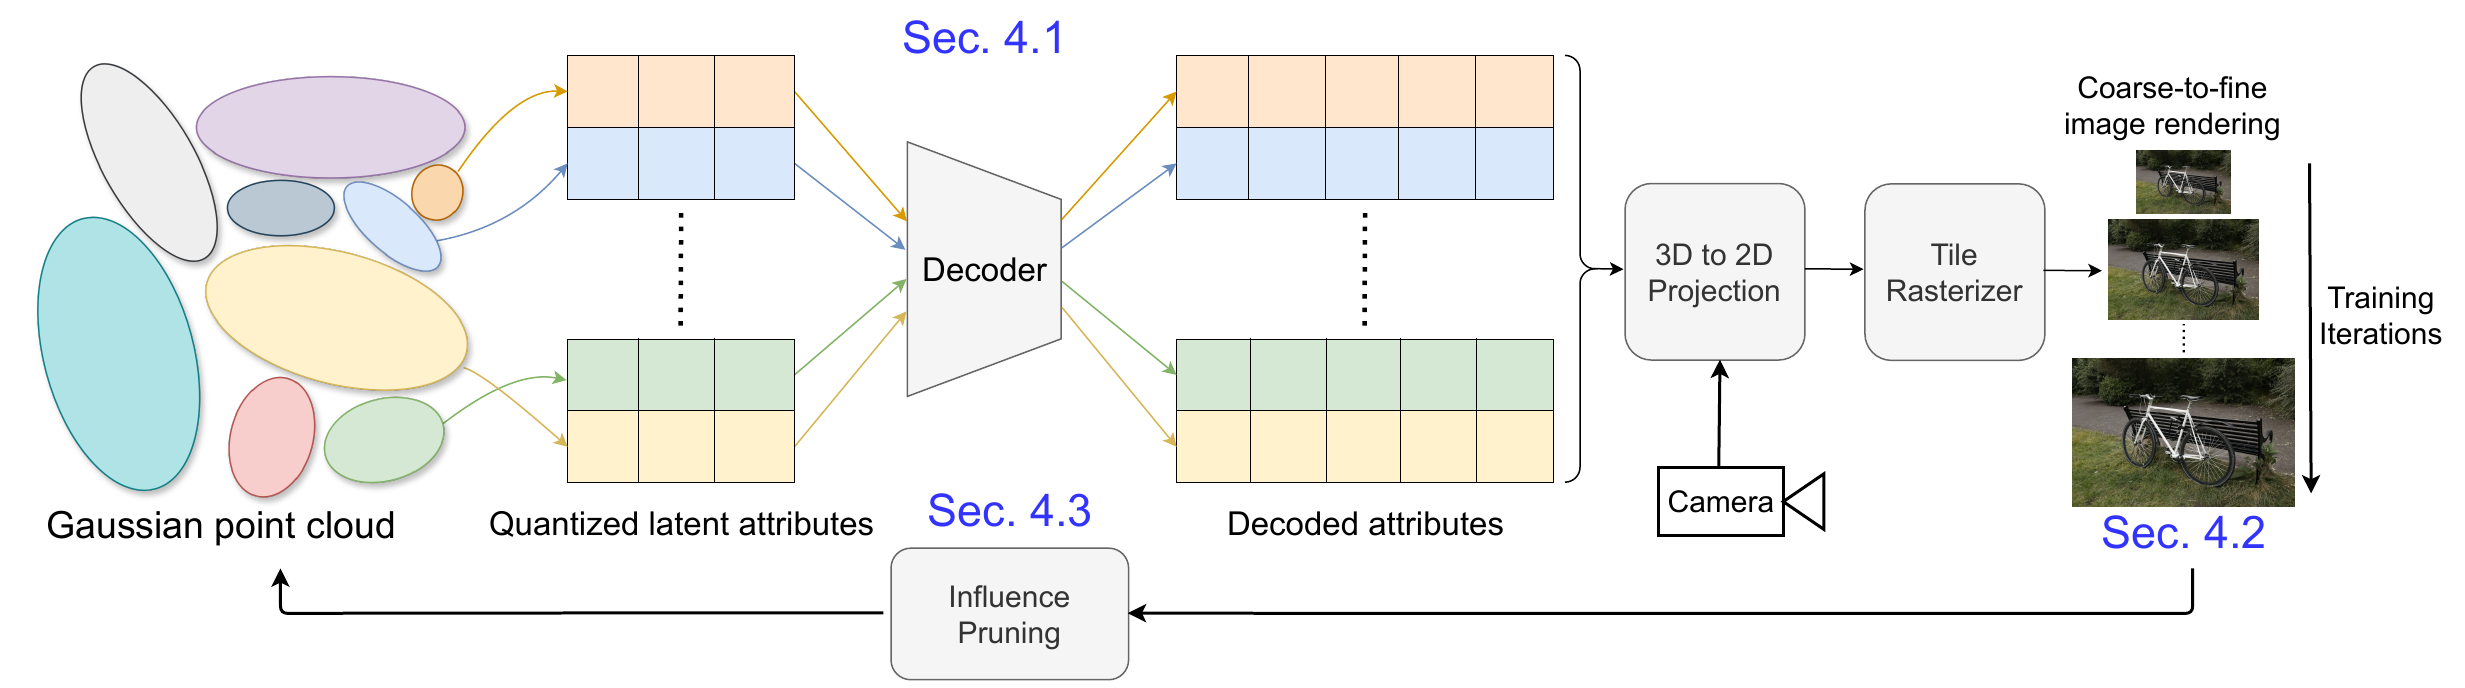 Sec. 4.1
Coarse-to-fine
image rendering
Decoder
3D to 2D
Projection
Tile
Rasterizer
Training
Iterations
Camera
Gaussian point cloud
Quantized latent attributes
Sec. 4.3
Decoded attributes
Sec. 4.2
Influence
Pruning